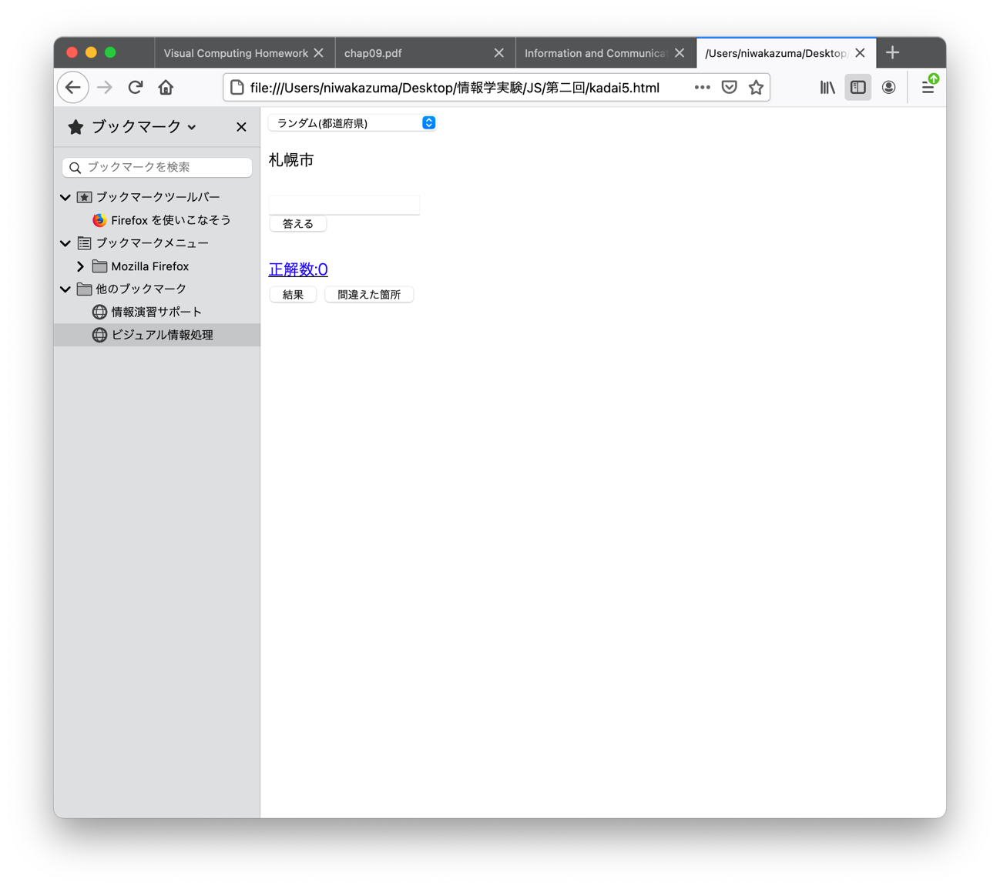 Visual Computing Homework
chap09.pdf
Information and Communica
/Users/niwakazuma/Desktop/
file:///Users/niwakazuma/Desktop/情報学実験/JS/第二回/kadai5.html
ブックマーク
ブックマークを検索
ブックマークツールバー
Firefox を使いこなそう
ブックマークメニュー
Mozilla Firefox
他のブックマーク
情報演習サポート
ビジュアル情報処理
ランダム(都道府県)
札幌市
答える
正解数:0
結果 間違えた箇所